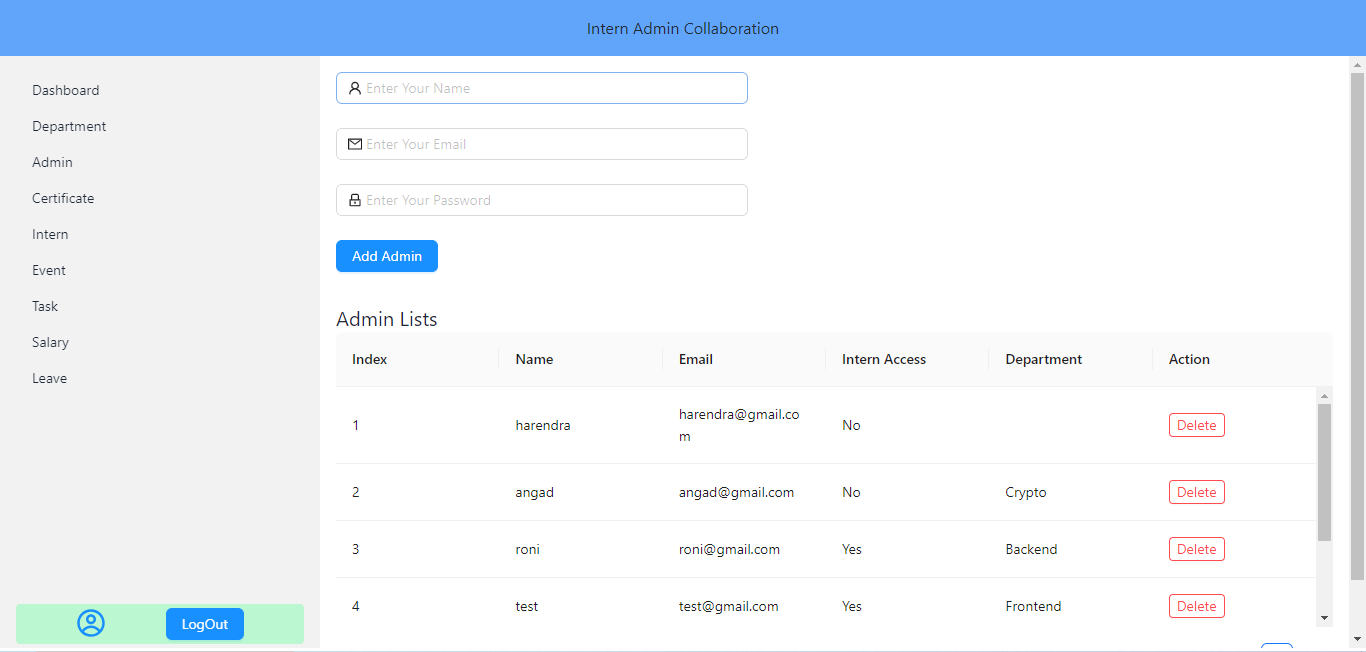 Intern Admin Collaboration
Dashboard
Department
Admin
Certificate
Intern
Event
Task
Salary
Leave
LogOut
Enter Your Name
Enter Your Email
Enter Your Password
Add Admin
Admin Lists
Index Name Email Intern Access Department Action
1 harendra harendra@gmail.co No Delete
m
2 angad angad@gmail.com No Crypto Delete
3 roni roni@gmail.com Yes Backend Delete
4 test test@gmail.com Yes Frontend Delete